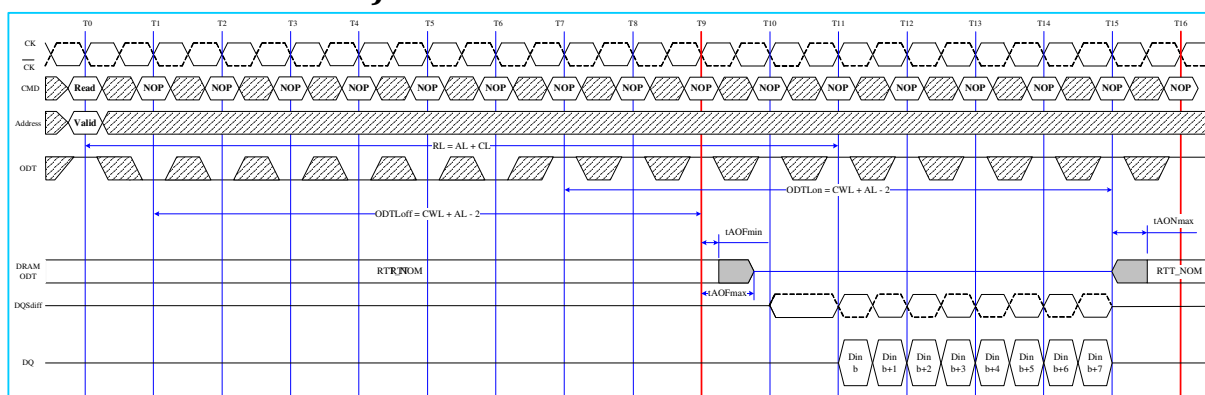 T0 T1 T2 T3 T4 T5 T6 T7 T8 T9 T10 T11 T12 T13 T14 T15 T16
CK
CK
CMD Read NOP NOP NOP NOP NOP NOP NOP NOP NOP NOP NOP NOP NOP NOP NOP NOP
Address Valid
RL = AL + CL
ODT
ODTLon = CWL + AL - 2
ODTLoff = CWL + AL - 2
tAOFmin tAONmax
DRAM ODT RTT_NOM RTT_NOM
tAOFmax
DQSdiff
DQ Din b Din b+1 Din b+2 Din b+3 Din b+4 Din b+5 Din b+6 Din b+7